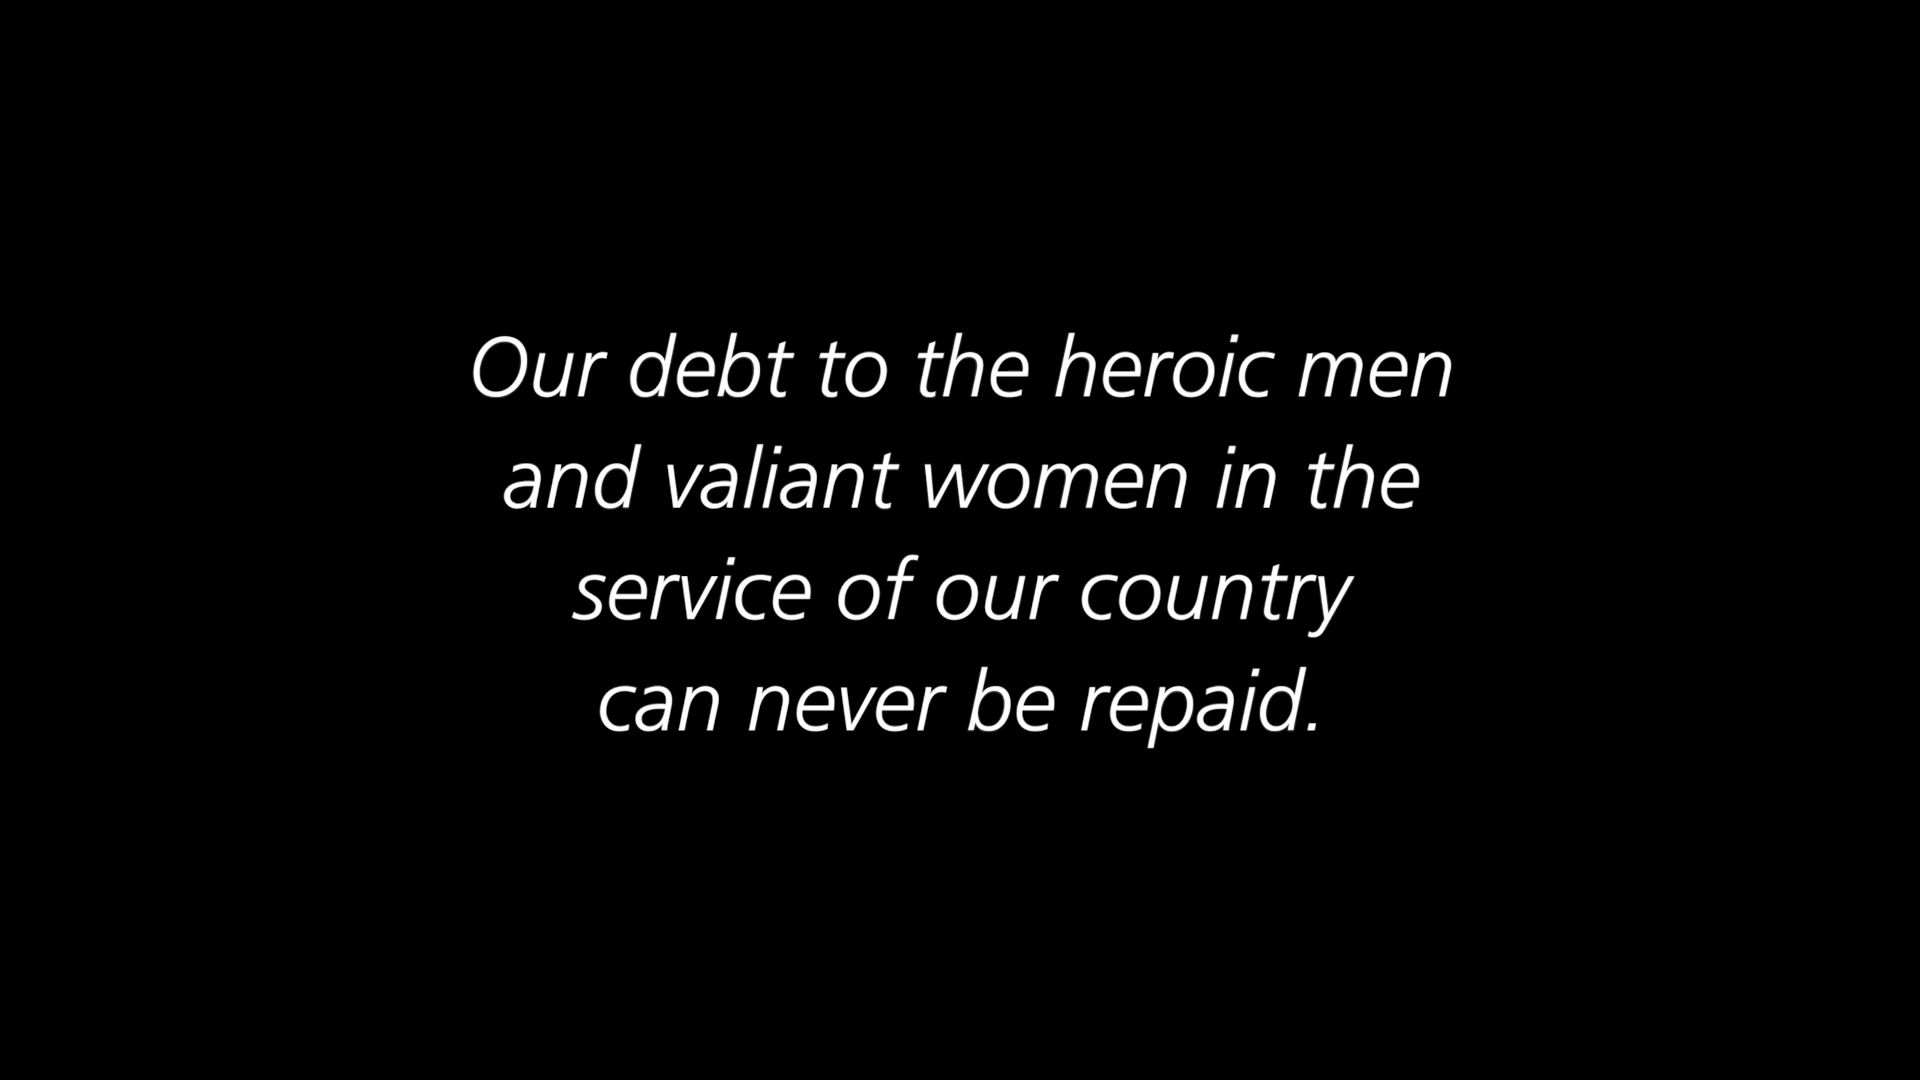 Our debt to the heroic men
and valiant women in the
service of our country
can never be repaid.